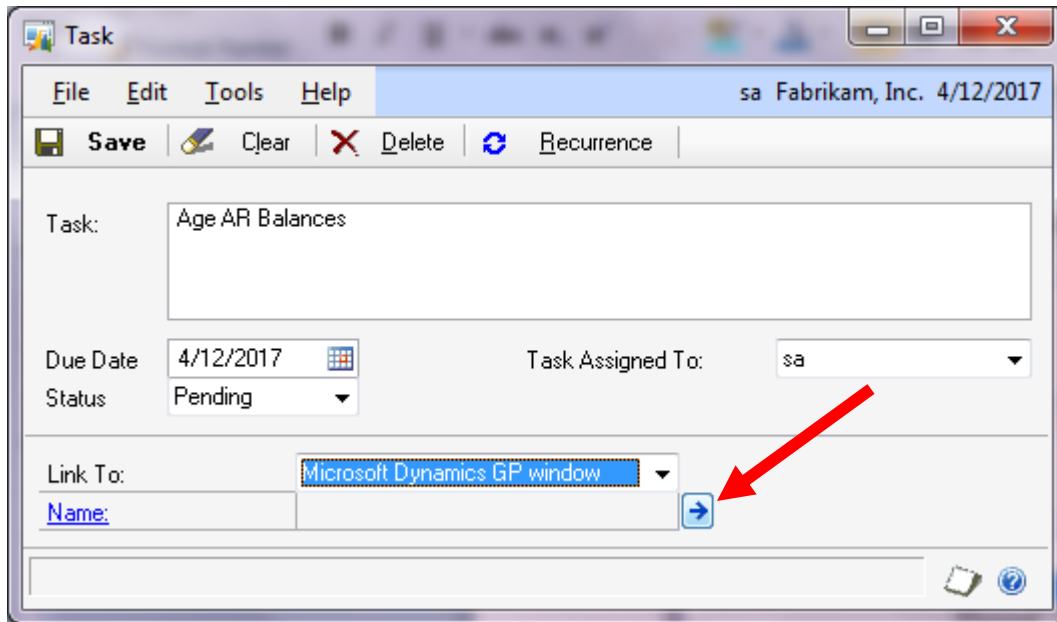 Task
File Edit Tools Help sa Fabrikam, Inc. 4/12/2017
Save Clear Delete Recurrence
Task: Age AR Balances
Due Date 4/12/2017 Task Assigned To: sa
Status Pending
Link To: Microsoft Dynamics GP window
Name: